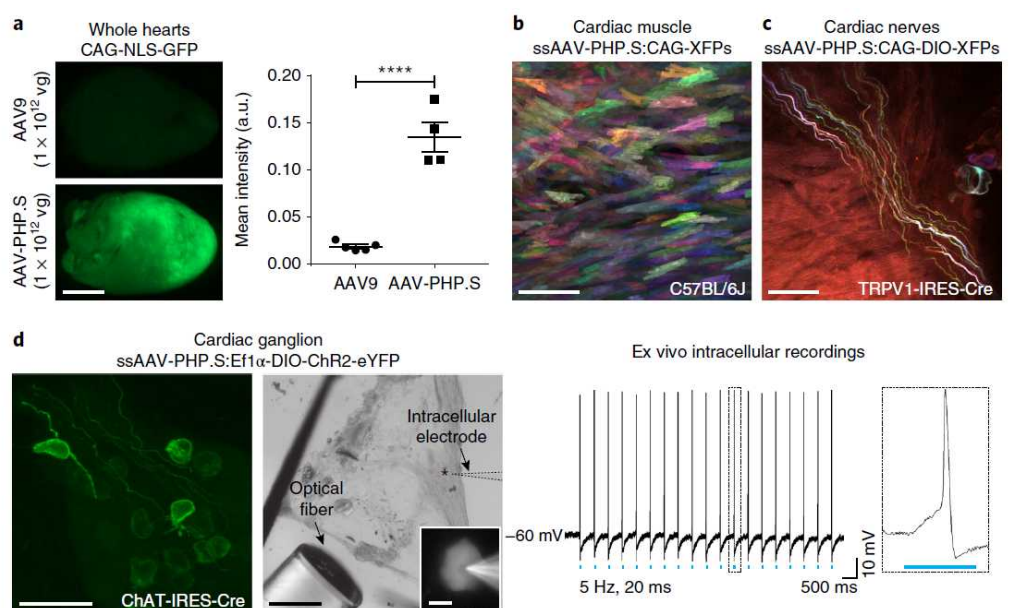 a
Whole hearts
CAG-NLS-GFP
AAV9
(1 × 10¹² vg)
AAV-PHP.S
(1 × 10¹² vg)
Mean intensity (a.u.)
0.20
0.15
0.10
0.05
0.00
****
AAV9
AAV-PHP.S
b
Cardiac muscle
ssAAV-PHP.S:CAG-XFPs
C57BL/6J
c
Cardiac nerves
ssAAV-PHP.S:CAG-DIO-XFPs
TRPV1-IRES-Cre
d
Cardiac ganglion
ssAAV-PHP.S:Ef1α-DIO-ChR2-eYFP
ChAT-IRES-Cre
Intracellular
electrode
*
Optical
fiber
Ex vivo intracellular recordings
–60 mV
5 Hz, 20 ms
500 ms
10 mV